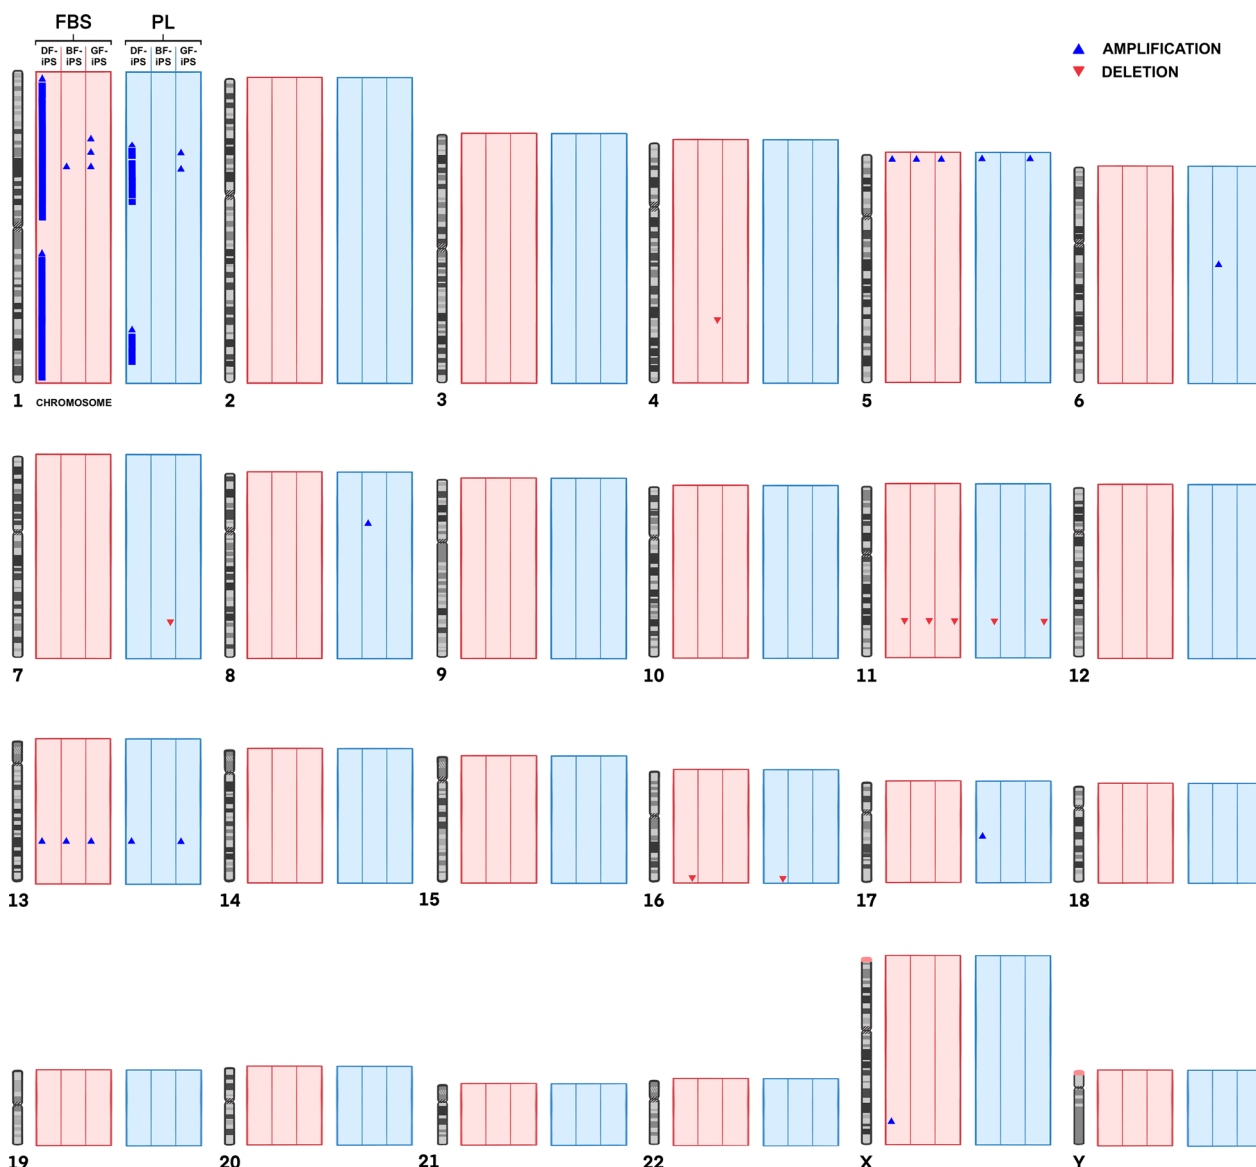 FBS PL
DF-iPS BF-iPS GF-iPS DF-iPS BF-iPS GF-iPS
AMPLIFICATION
DELETION
1 CHROMOSOME 2 3 4 5 6
7 8 9 10 11 12
13 14 15 16 17 18
19 20 21 22 X Y